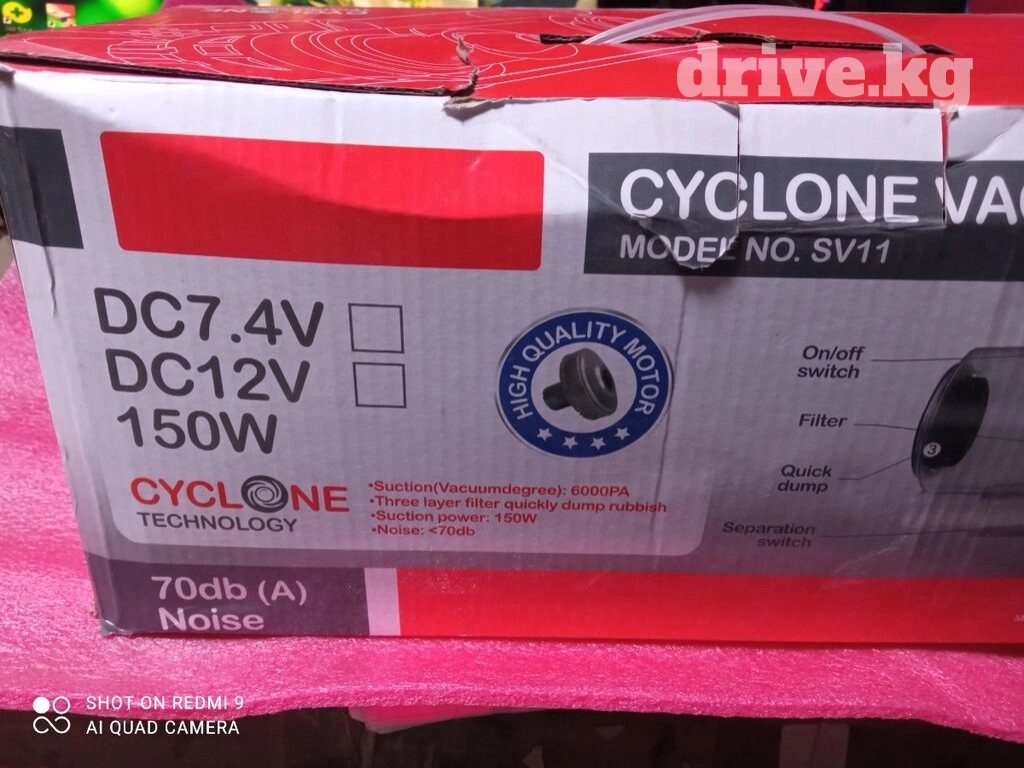 drive.kg
CYCLONE VA
MODEL NO. SV11
DC7.4V
DC12V
150W
HIGH QUALITY MOTOR
On/off
switch
Filter
3
Quick
dump
Separation
switch
CYCLONE
TECHNOLOGY
•Suction(Vacuumdegree): 6000PA
•Three layer filter quickly dump rubbish
•Suction power: 150W
•Noise: <70db
70db (A)
Noise
SHOT ON REDMI 9
AI QUAD CAMERA